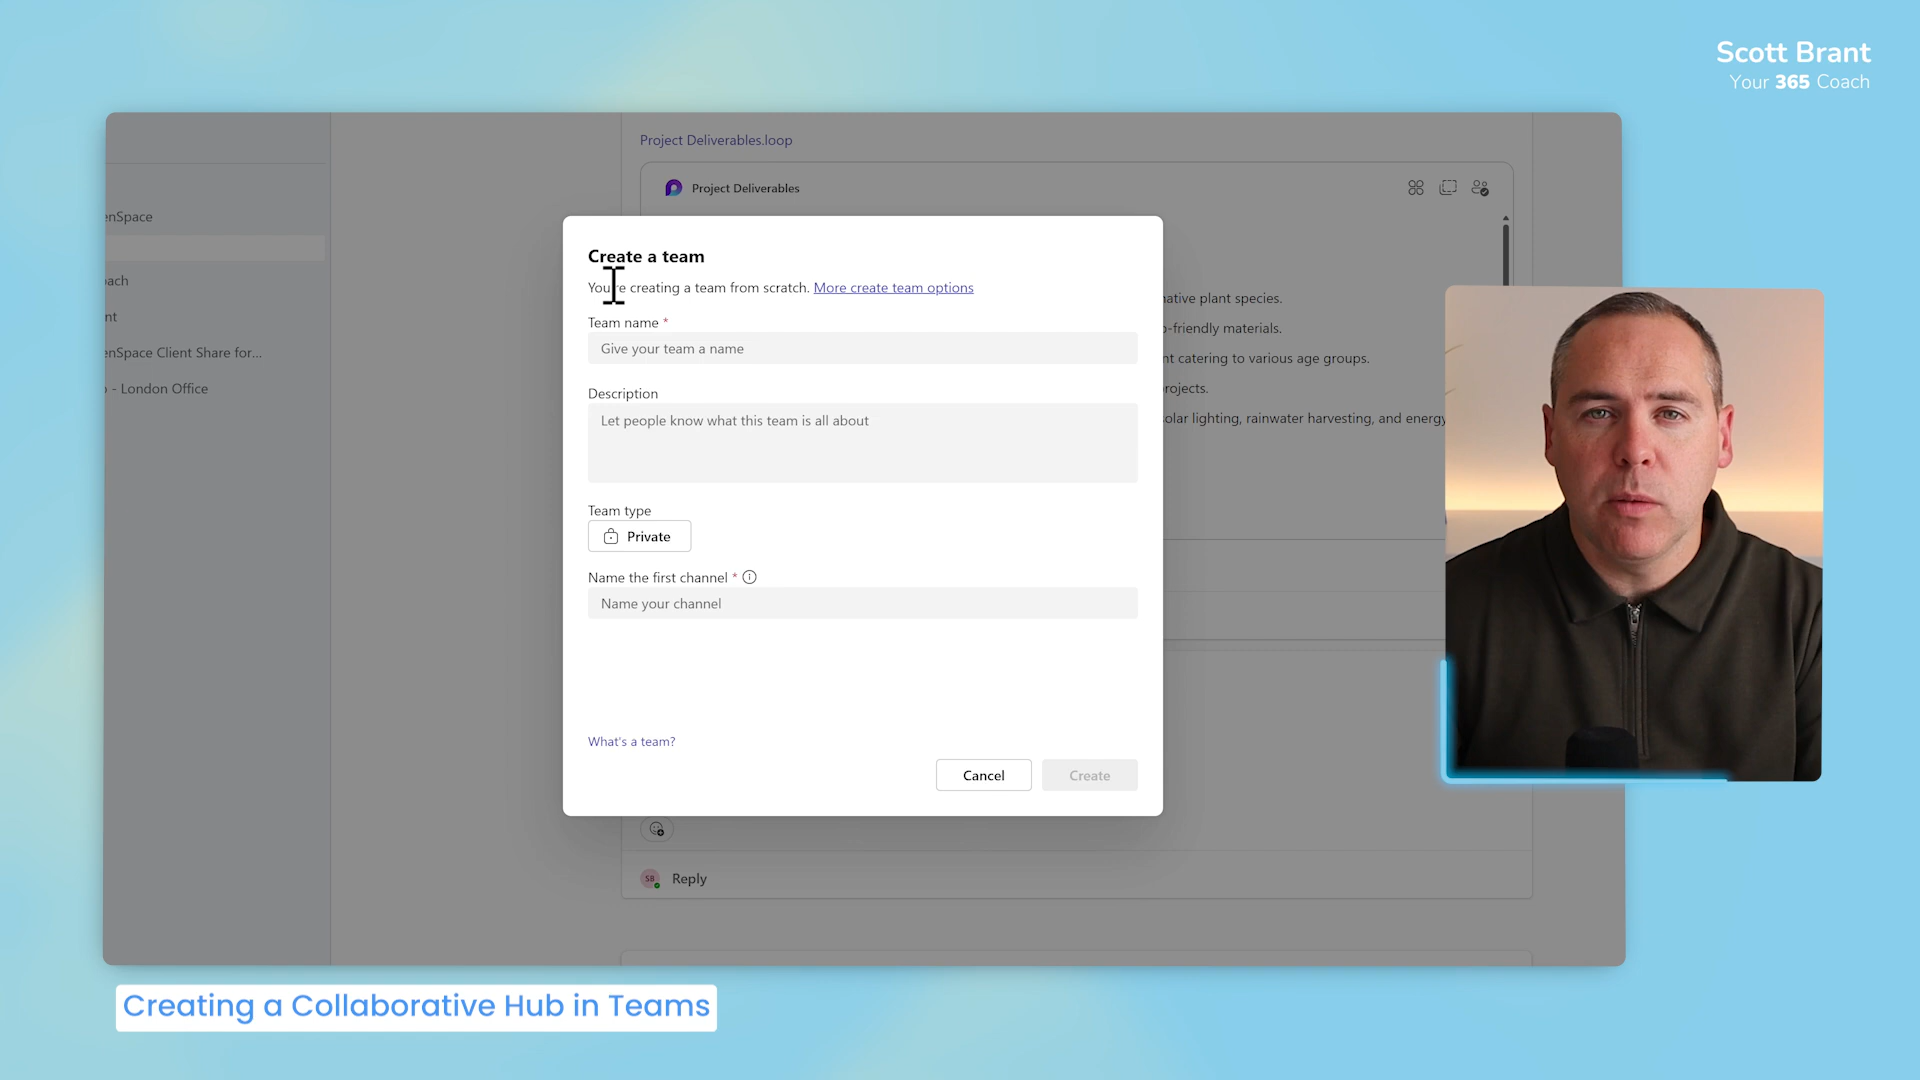 Scott Brant
Your 365 Coach
Project Deliverables.loop
Project Deliverables
enSpace
ach
nt
enSpace Client Share for...
- London Office
Create a team
You're creating a team from scratch. More create team options
Team name *
Give your team a name
Description
Let people know what this team is all about
Team type
Private
Name the first channel *
Name your channel
What's a team?
Cancel
Create
native plant species.
o-friendly materials.
nt catering to various age groups.
rojects.
olar lighting, rainwater harvesting, and energy
SB
Reply
Creating a Collaborative Hub in Teams